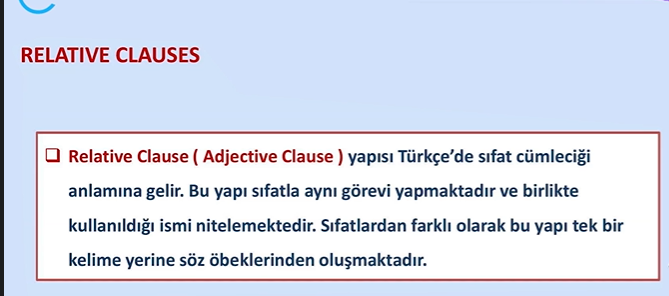 RELATIVE CLAUSES
❑ Relative Clause ( Adjective Clause ) yapısı Türkçe’de sıfat cümleciği
anlamına gelir. Bu yapı sıfatla aynı görevi yapmaktadır ve birlikte
kullanıldığı ismi nitelemektedir. Sıfatlardan farklı olarak bu yapı tek bir
kelime yerine söz öbeklerinden oluşmaktadır.